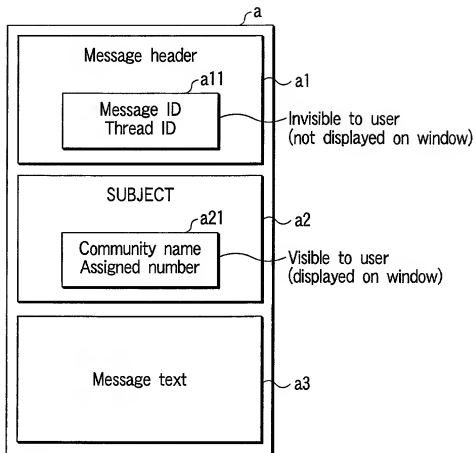 a
Message header
a11
a1
Message ID
Thread ID
Invisible to user
(not displayed on window)
SUBJECT
a21
a2
Community name
Assigned number
Visible to user
(displayed on window)
Message text
a3